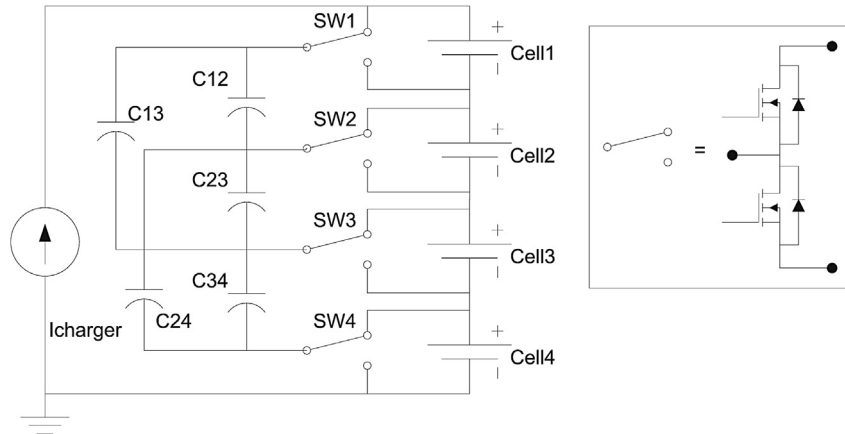 SW1
+
Cell1
-
C12
C13
SW2
+
Cell2
-
C23
=
SW3
+
Cell3
-
C34
C24
Icharger
SW4
+
Cell4
-